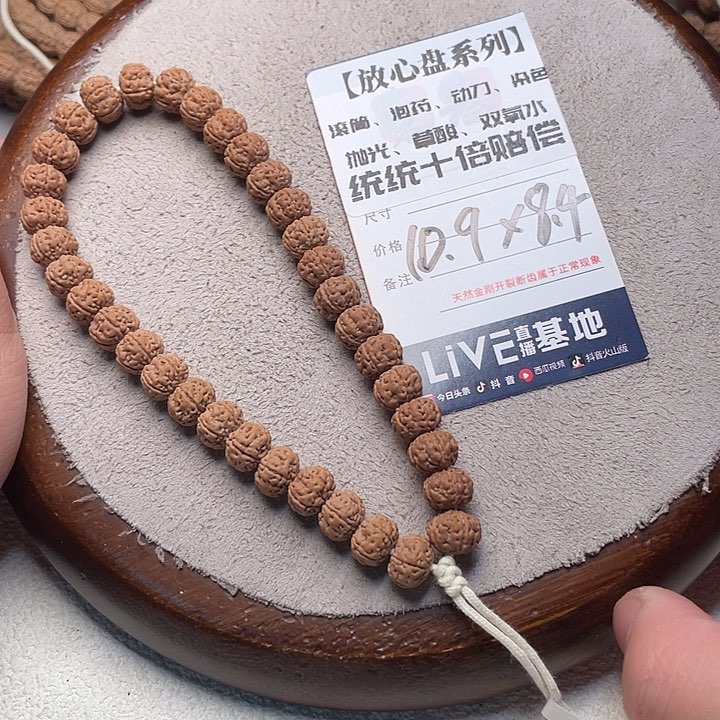 【放心盘系列】
滚筒、泡药、动刀、染色
抛光、草酸、双氧水
统统十倍赔偿
尺寸
价格 10.9×8.4
备注
天然金刚开裂断齿属于正常现象
LiVE直播基地
今日头条 抖音 西瓜视频 抖音火山版